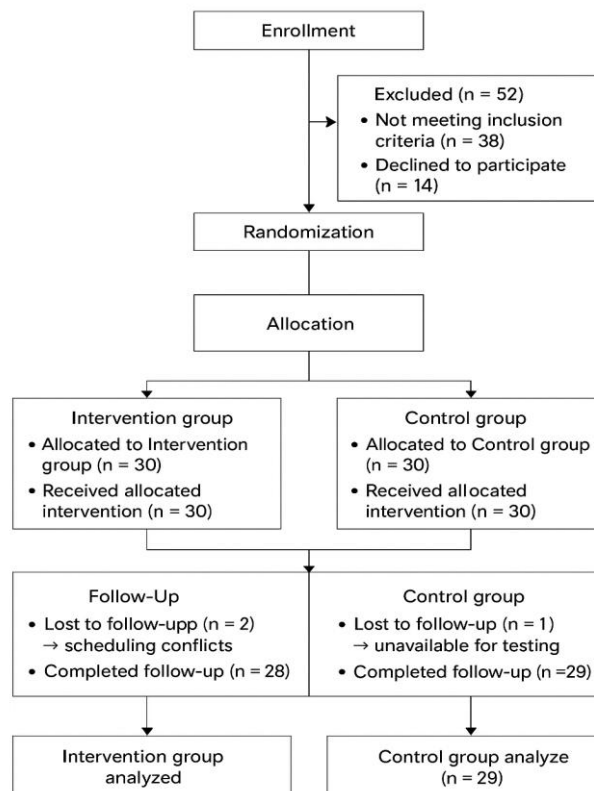 Enrollment
Excluded (n = 52)
• Not meeting inclusion
criteria (n = 38)
• Declined to participate
(n = 14)
Randomization
Allocation
Intervention group
• Allocated to Intervention
group (n = 30)
• Received allocated
intervention (n = 30)
Control group
• Allocated to Control group
(n = 30)
• Received allocated
intervention (n = 30)
Follow-Up
• Lost to follow-upp (n = 2)
→ scheduling conflicts
• Completed follow-up (n = 28)
Control group
• Lost to follow-up (n = 1)
→ unavailable for testing
• Completed follow-up (n =29)
Intervention group
analyzed
Control group analyze
(n = 29)